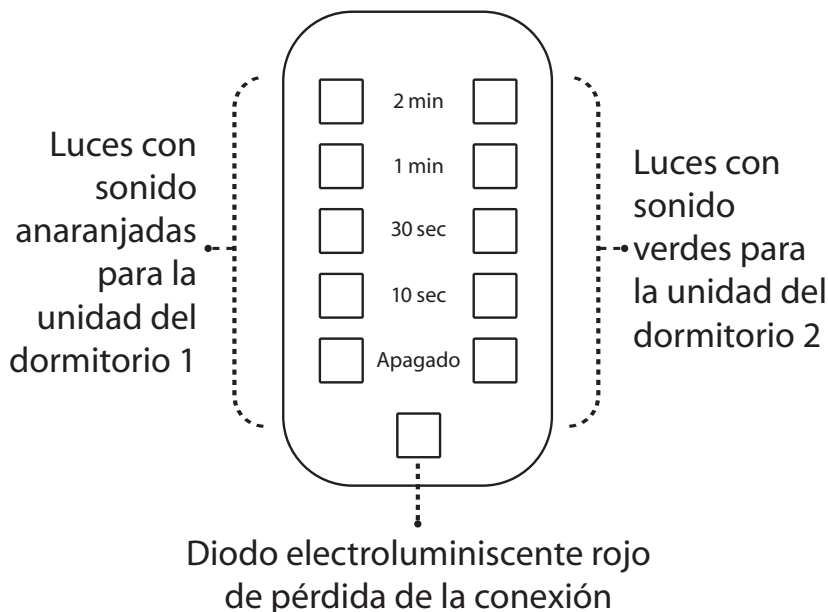 Luces con
sonido
anaranjadas
para la
unidad del
dormitorio 1
2 min
1 min
30 sec
10 sec
Apagado
Luces con
sonido
verdes para
la unidad del
dormitorio 2
Diodo electroluminiscente rojo
de pérdida de la conexión